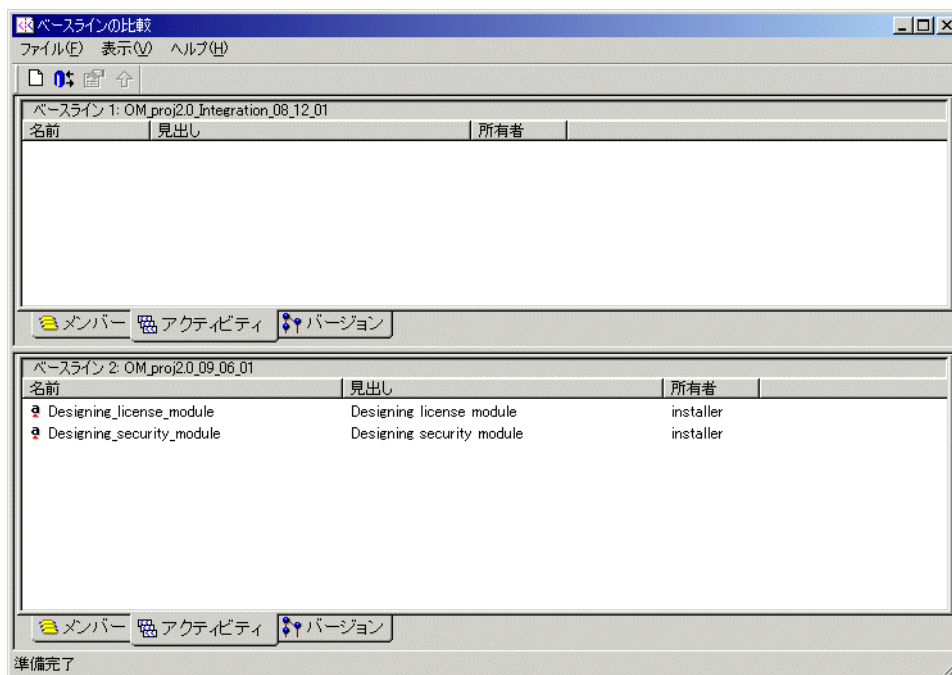 ベースラインの比較
ファイル(F) 表示(V) ヘルプ(H)
ベースライン 1: OM_proj2.0_Integration_08_12_01
名前 見出し 所有者
メンバー アクティビティ バージョン
ベースライン 2: OM_proj2.0_09_06_01
名前 見出し 所有者
Designing_license_module Designing license module installer
Designing_security_module Designing security module installer
メンバー アクティビティ バージョン
準備完了